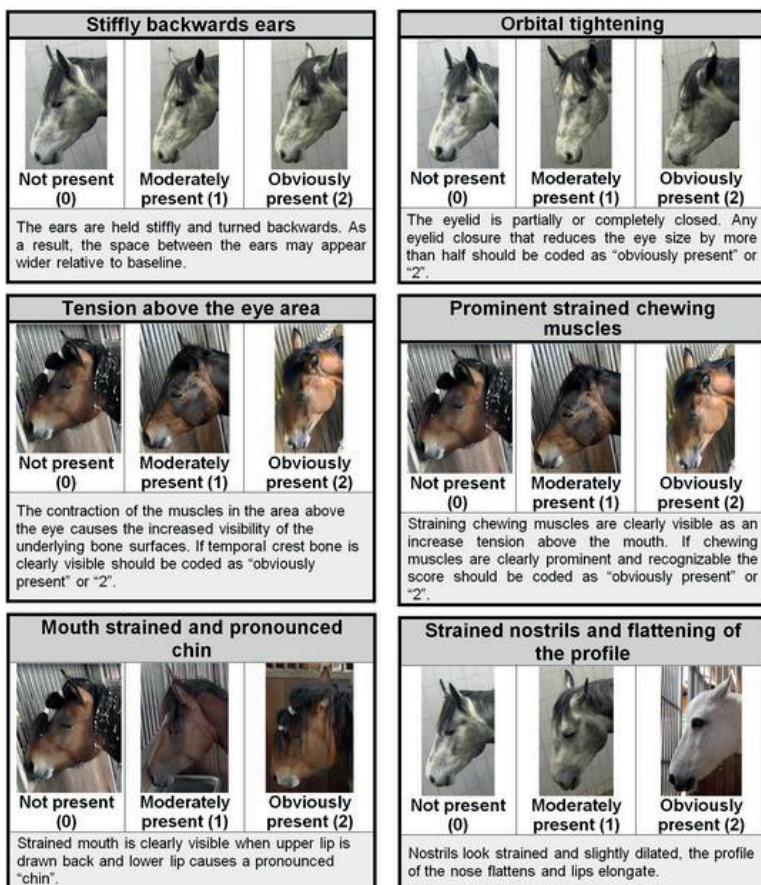 Stiffly backwards ears
Not present
(0)
Moderately
present (1)
Obviously
present (2)
The ears are held stiffly and turned backwards. As
a result, the space between the ears may appear
wider relative to baseline.
Orbital tightening
Not present
(0)
Moderately
present (1)
Obviously
present (2)
The eyelid is partially or completely closed. Any
eyelid closure that reduces the eye size by more
than half should be coded as “obviously present” or
“2”.
Tension above the eye area
Not present
(0)
Moderately
present (1)
Obviously
present (2)
The contraction of the muscles in the area above
the eye causes the increased visibility of the
underlying bone surfaces. If temporal crest bone is
clearly visible should be coded as “obviously
present” or “2”.
Prominent strained chewing
muscles
Not present
(0)
Moderately
present (1)
Obviously
present (2)
Straining chewing muscles are clearly visible as an
increase tension above the mouth. If chewing
muscles are clearly prominent and recognizable the
score should be coded as “obviously present” or
“2”.
Mouth strained and pronounced
chin
Not present
(0)
Moderately
present (1)
Obviously
present (2)
Strained mouth is clearly visible when upper lip is
drawn back and lower lip causes a pronounced
“chin”.
Strained nostrils and flattening of
the profile
Not present
(0)
Moderately
present (1)
Obviously
present (2)
Nostrils look strained and slightly dilated, the profile
of the nose flattens and lips elongate.